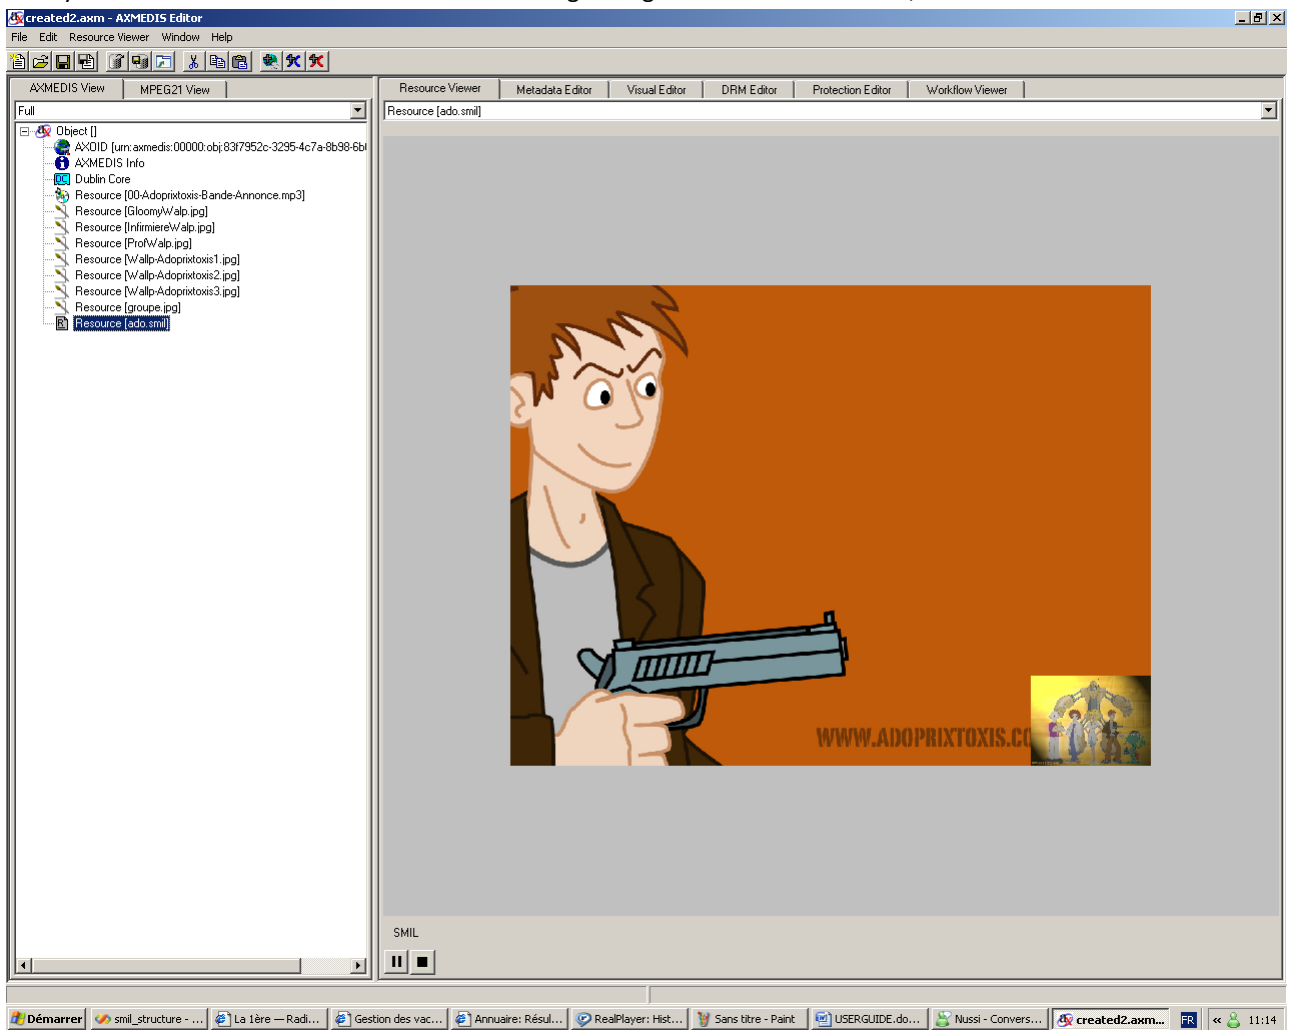 created2.axm - AXMEDIS Editor
File Edit Resource Viewer Window Help
AXMEDIS View MPEG21 View
Full
Object []
AXOID [urn:axmedis:00000:obj:83f7952c-3295-4c7a-8b98-6b
AXMEDIS Info
DC Dublin Core
Resource [00-Adoprixtoxis-Bande-Annonce.mp3]
Resource [GloomyWalp.jpg]
Resource [InfirmiereWalp.jpg]
Resource [ProfWalp.jpg]
Resource [Wallp-Adoprixtoxis1.jpg]
Resource [Wallp-Adoprixtoxis2.jpg]
Resource [Wallp-Adoprixtoxis3.jpg]
Resource [groupe.jpg]
R Resource [ado.smil]
Resource Viewer Metadata Editor Visual Editor DRM Editor Protection Editor Workflow Viewer
Resource [ado.smil]
WWW.ADOPRIXTOXIS.CO
SMIL
Démarrer smil_structure - ... La 1ère — Radi... Gestion des vac... Annuaire: Résul... RealPlayer: Hist... Sans titre - Paint USERGUIDE.do... Nussi - Convers... created2.axm... FR « 11:14